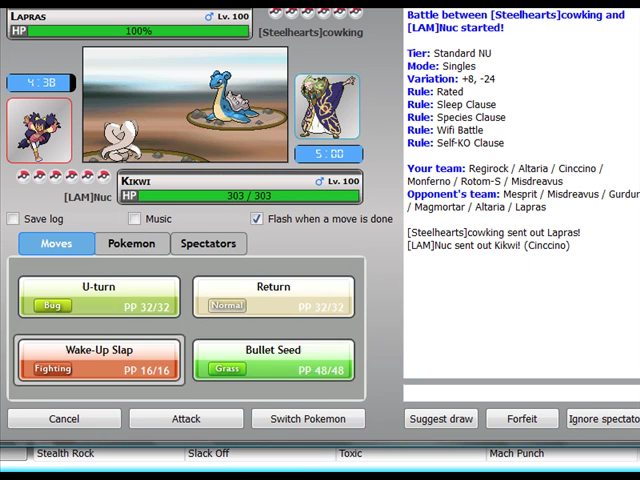 LAPRAS ♂ Lv. 100
HP 100%
[Steelhearts]cowking
4:38
5:00
KIKWI ♂ Lv. 100
[LAM]Nuc
HP 303 / 303
Save log Music Flash when a move is done
Moves Pokemon Spectators
U-turn Return
Bug PP 32/32 Normal PP 32/32
Wake-Up Slap Bullet Seed
Fighting PP 16/16 Grass PP 48/48
Cancel Attack Switch Pokemon
Battle between [Steelhearts]cowking and
[LAM]Nuc started!
Tier: Standard NU
Mode: Singles
Variation: +8, -24
Rule: Rated
Rule: Sleep Clause
Rule: Species Clause
Rule: Wifi Battle
Rule: Self-KO Clause
Your team: Regirock / Altaria / Cinccino /
Monferno / Rotom-S / Misdreavus
Opponent's team: Mesprit / Misdreavus / Gurdur
/ Magmortar / Altaria / Lapras
[Steelhearts]cowking sent out Lapras!
[LAM]Nuc sent out Kikwi! (Cinccino)
Suggest draw Forfeit Ignore spectato
Stealth Rock Slack Off Toxic Mach Punch